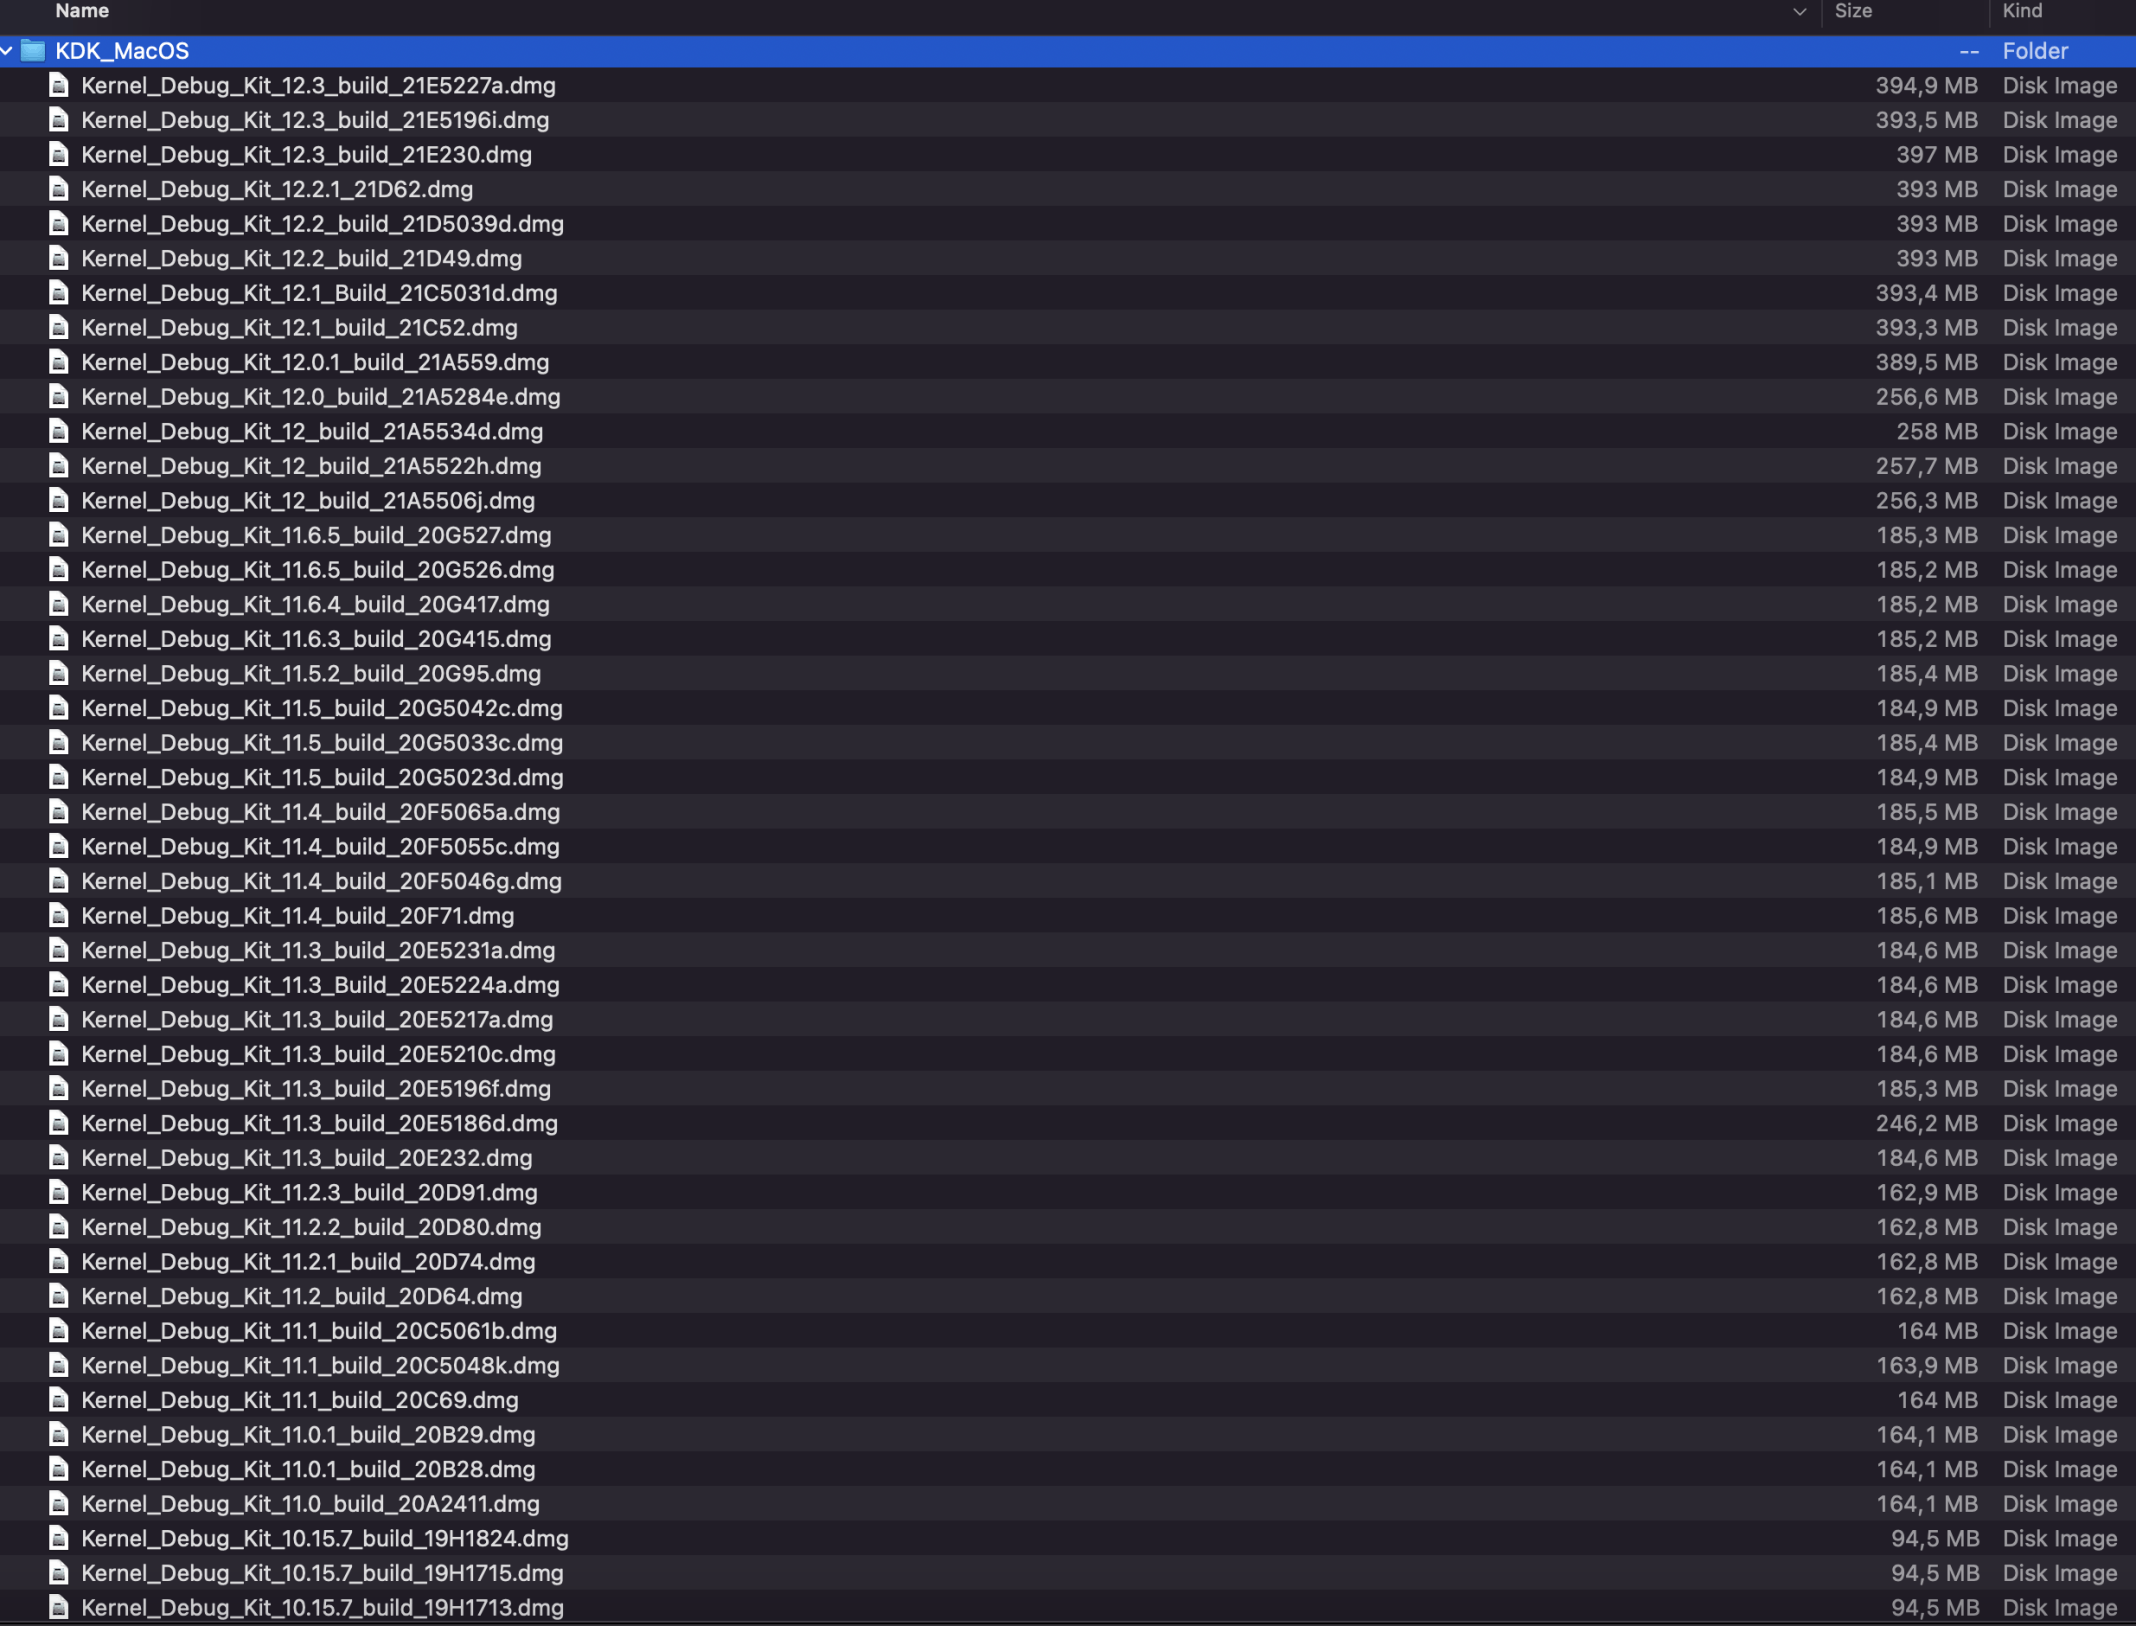 Name Size Kind
KDK_MacOS -- Folder
Kernel_Debug_Kit_12.3_build_21E5227a.dmg 394,9 MB Disk Image
Kernel_Debug_Kit_12.3_build_21E5196i.dmg 393,5 MB Disk Image
Kernel_Debug_Kit_12.3_build_21E230.dmg 397 MB Disk Image
Kernel_Debug_Kit_12.2.1_21D62.dmg 393 MB Disk Image
Kernel_Debug_Kit_12.2_build_21D5039d.dmg 393 MB Disk Image
Kernel_Debug_Kit_12.2_build_21D49.dmg 393 MB Disk Image
Kernel_Debug_Kit_12.1_Build_21C5031d.dmg 393,4 MB Disk Image
Kernel_Debug_Kit_12.1_build_21C52.dmg 393,3 MB Disk Image
Kernel_Debug_Kit_12.0.1_build_21A559.dmg 389,5 MB Disk Image
Kernel_Debug_Kit_12.0_build_21A5284e.dmg 256,6 MB Disk Image
Kernel_Debug_Kit_12_build_21A5534d.dmg 258 MB Disk Image
Kernel_Debug_Kit_12_build_21A5522h.dmg 257,7 MB Disk Image
Kernel_Debug_Kit_12_build_21A5506j.dmg 256,3 MB Disk Image
Kernel_Debug_Kit_11.6.5_build_20G527.dmg 185,3 MB Disk Image
Kernel_Debug_Kit_11.6.5_build_20G526.dmg 185,2 MB Disk Image
Kernel_Debug_Kit_11.6.4_build_20G417.dmg 185,2 MB Disk Image
Kernel_Debug_Kit_11.6.3_build_20G415.dmg 185,2 MB Disk Image
Kernel_Debug_Kit_11.5.2_build_20G95.dmg 185,4 MB Disk Image
Kernel_Debug_Kit_11.5_build_20G5042c.dmg 184,9 MB Disk Image
Kernel_Debug_Kit_11.5_build_20G5033c.dmg 185,4 MB Disk Image
Kernel_Debug_Kit_11.5_build_20G5023d.dmg 184,9 MB Disk Image
Kernel_Debug_Kit_11.4_build_20F5065a.dmg 185,5 MB Disk Image
Kernel_Debug_Kit_11.4_build_20F5055c.dmg 184,9 MB Disk Image
Kernel_Debug_Kit_11.4_build_20F5046g.dmg 185,1 MB Disk Image
Kernel_Debug_Kit_11.4_build_20F71.dmg 185,6 MB Disk Image
Kernel_Debug_Kit_11.3_build_20E5231a.dmg 184,6 MB Disk Image
Kernel_Debug_Kit_11.3_Build_20E5224a.dmg 184,6 MB Disk Image
Kernel_Debug_Kit_11.3_build_20E5217a.dmg 184,6 MB Disk Image
Kernel_Debug_Kit_11.3_build_20E5210c.dmg 184,6 MB Disk Image
Kernel_Debug_Kit_11.3_build_20E5196f.dmg 185,3 MB Disk Image
Kernel_Debug_Kit_11.3_build_20E5186d.dmg 246,2 MB Disk Image
Kernel_Debug_Kit_11.3_build_20E232.dmg 184,6 MB Disk Image
Kernel_Debug_Kit_11.2.3_build_20D91.dmg 162,9 MB Disk Image
Kernel_Debug_Kit_11.2.2_build_20D80.dmg 162,8 MB Disk Image
Kernel_Debug_Kit_11.2.1_build_20D74.dmg 162,8 MB Disk Image
Kernel_Debug_Kit_11.2_build_20D64.dmg 162,8 MB Disk Image
Kernel_Debug_Kit_11.1_build_20C5061b.dmg 164 MB Disk Image
Kernel_Debug_Kit_11.1_build_20C5048k.dmg 163,9 MB Disk Image
Kernel_Debug_Kit_11.1_build_20C69.dmg 164 MB Disk Image
Kernel_Debug_Kit_11.0.1_build_20B29.dmg 164,1 MB Disk Image
Kernel_Debug_Kit_11.0.1_build_20B28.dmg 164,1 MB Disk Image
Kernel_Debug_Kit_11.0_build_20A2411.dmg 164,1 MB Disk Image
Kernel_Debug_Kit_10.15.7_build_19H1824.dmg 94,5 MB Disk Image
Kernel_Debug_Kit_10.15.7_build_19H1715.dmg 94,5 MB Disk Image
Kernel_Debug_Kit_10.15.7_build_19H1713.dmg 94,5 MB Disk Image